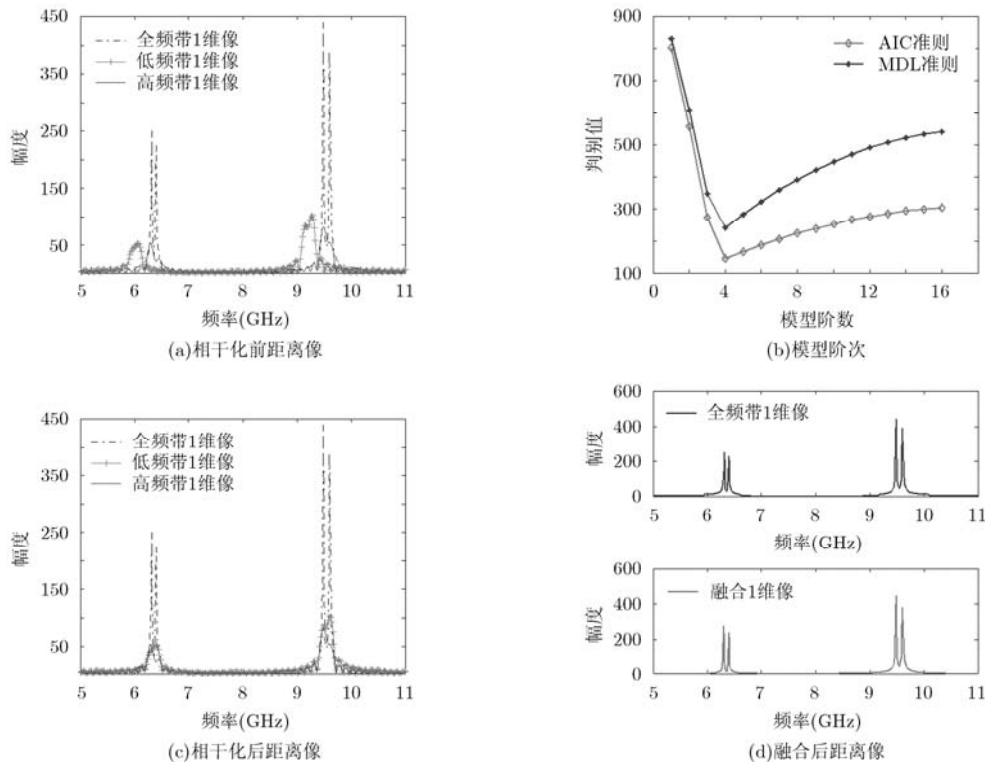 450
400
350
250
150
50
幅度
全频带1维像
低频带1维像
高频带1维像
5 6 7 8 9 10 11
频率(GHz)
(a)相干化前距离像
900
700
500
300
100
判别值
AIC准则
MDL准则
0 4 8 12 16
模型阶数
(b)模型阶次
450
400
350
250
150
50
幅度
全频带1维像
低频带1维像
高频带1维像
5 6 7 8 9 10 11
频率(GHz)
(c)相干化后距离像
600
400
200
0
幅度
全频带1维像
5 6 7 8 9 10 11
频率(GHz)
600
400
200
0
幅度
融合1维像
5 6 7 8 9 10 11
频率(GHz)
(d)融合后距离像